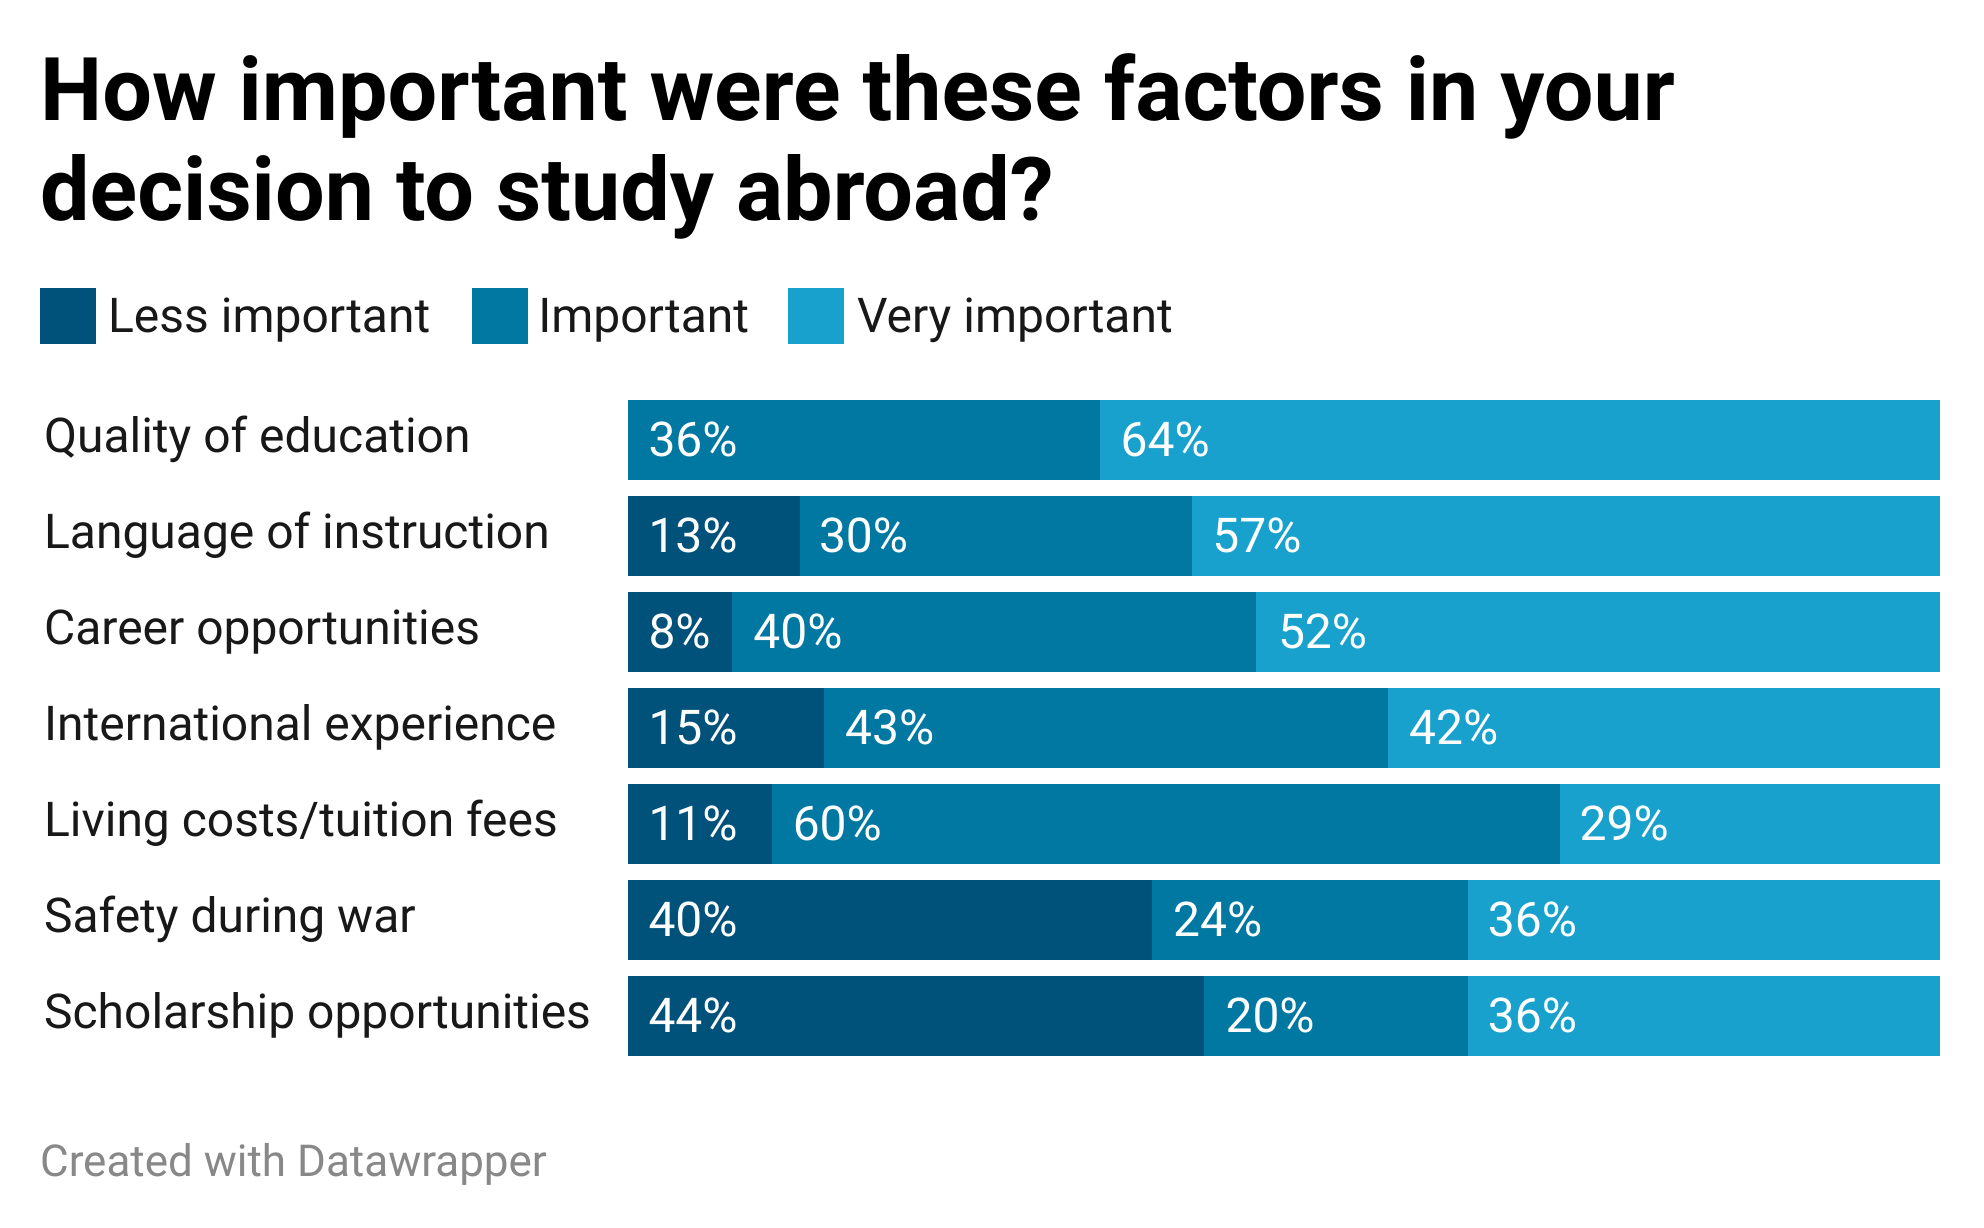 How important were these factors in your
decision to study abroad?
Less important Important Very important
Quality of education 36% 64%
Language of instruction 13% 30% 57%
Career opportunities 8% 40% 52%
International experience 15% 43% 42%
Living costs/tuition fees 11% 60% 29%
Safety during war 40% 24% 36%
Scholarship opportunities 44% 20% 36%
Created with Datawrapper